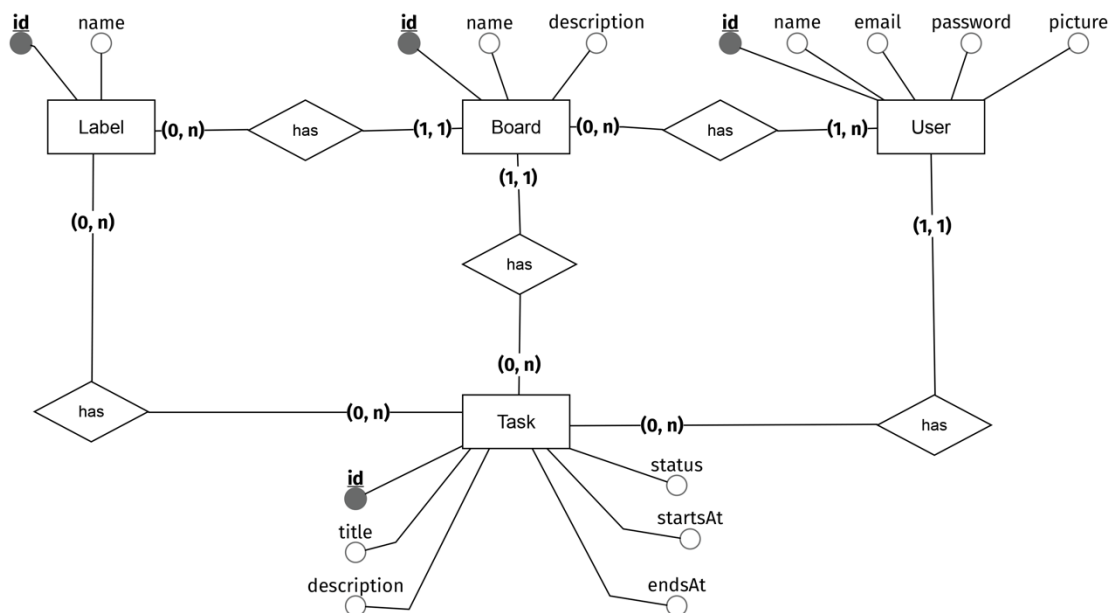 id name id name description id name email password picture
Label (0, n) has (1, 1) Board (0, n) has (1, n) User
(1, 1)
(0, n) (1, 1)
has
(0, n)
has (0, n) Task (0, n) has
id status
title startsAt
description endsAt